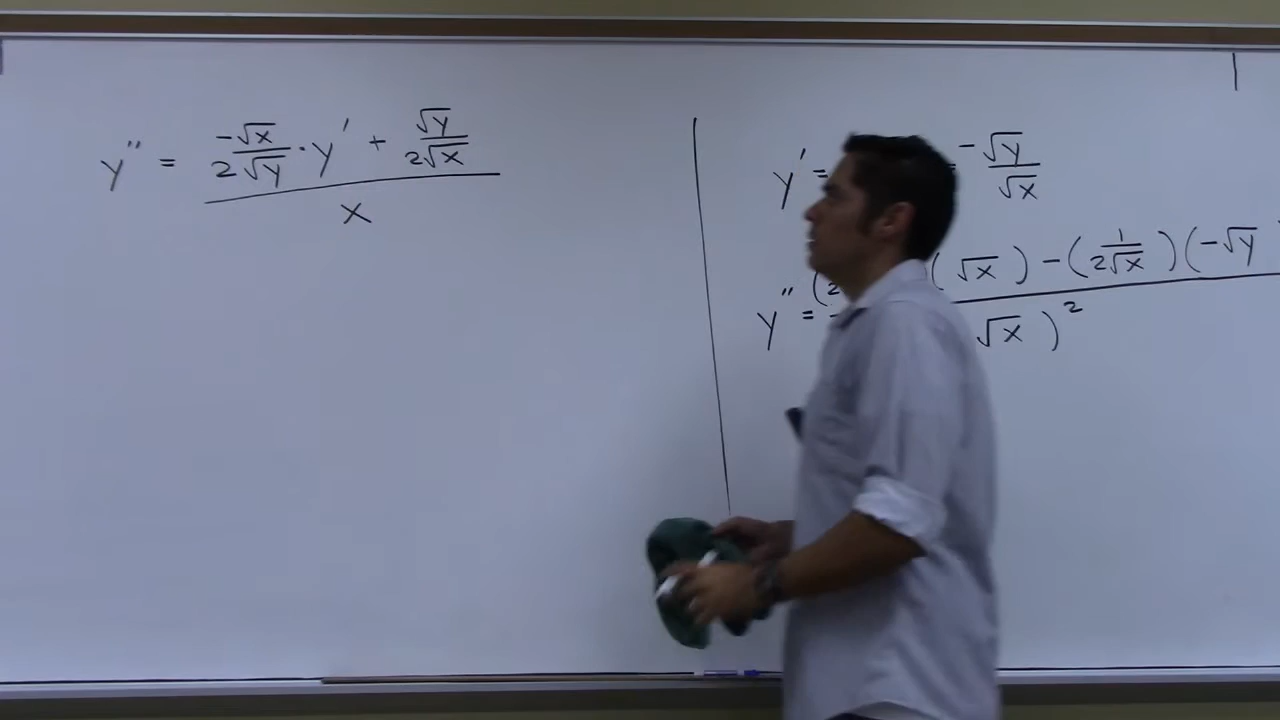 y'' = (-√x / 2√y · y' + √y / 2√x) / x
y' = -√y / √x
y'' = (√x) - (1 / 2√x)(-√y
√x)²